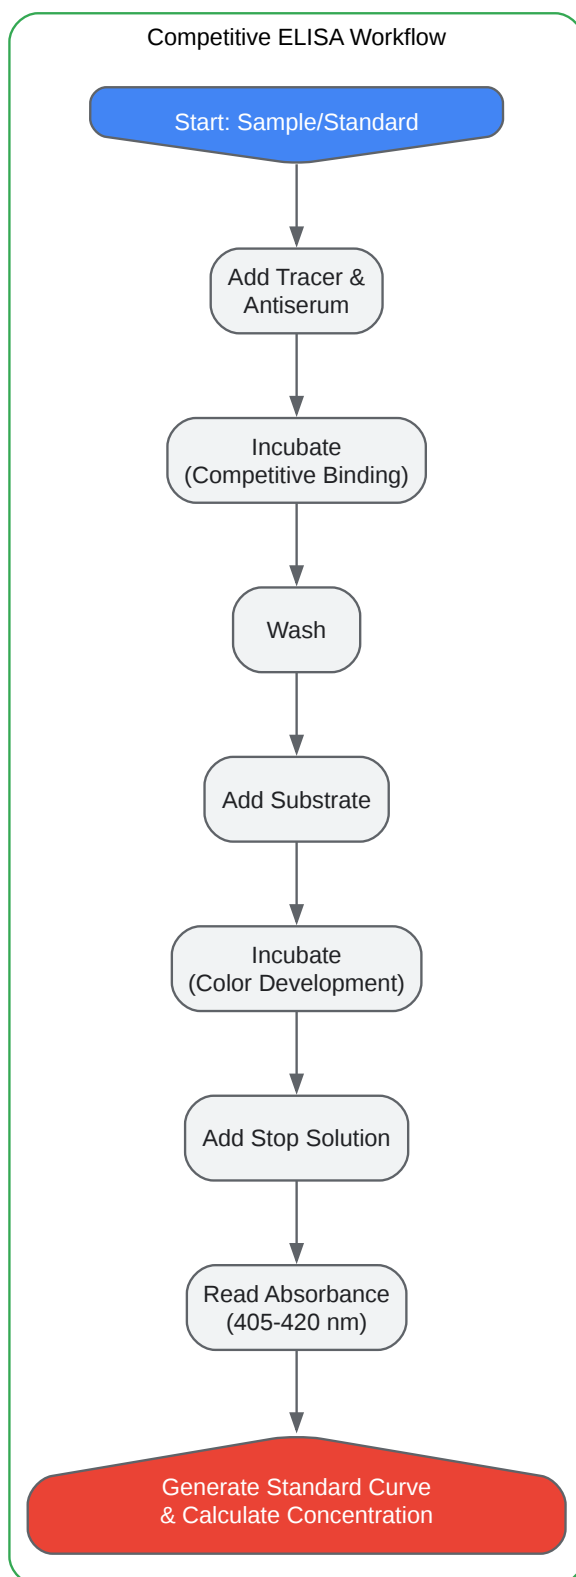 Competitive ELISA Workflow
Start: Sample/Standard
Add Tracer &
Antiserum
Incubate
(Competitive Binding)
Wash
Add Substrate
Incubate
(Color Development)
Add Stop Solution
Read Absorbance
(405-420 nm)
Generate Standard Curve
& Calculate Concentration